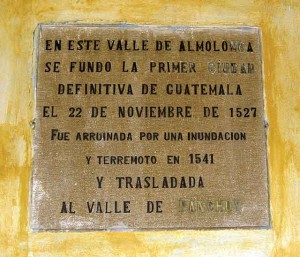 EN ESTE VALLE DE ALMOLONGA
SE FUNDO LA PRIMER CIUDAD
DEFINITIVA DE GUATEMALA
EL 22 DE NOVIEMBRE DE 1527
FUE ARRUINADA POR UNA INUNDACION
Y TERREMOTO EN 1541
Y TRASLADADA
AL VALLE DE PANCHOY